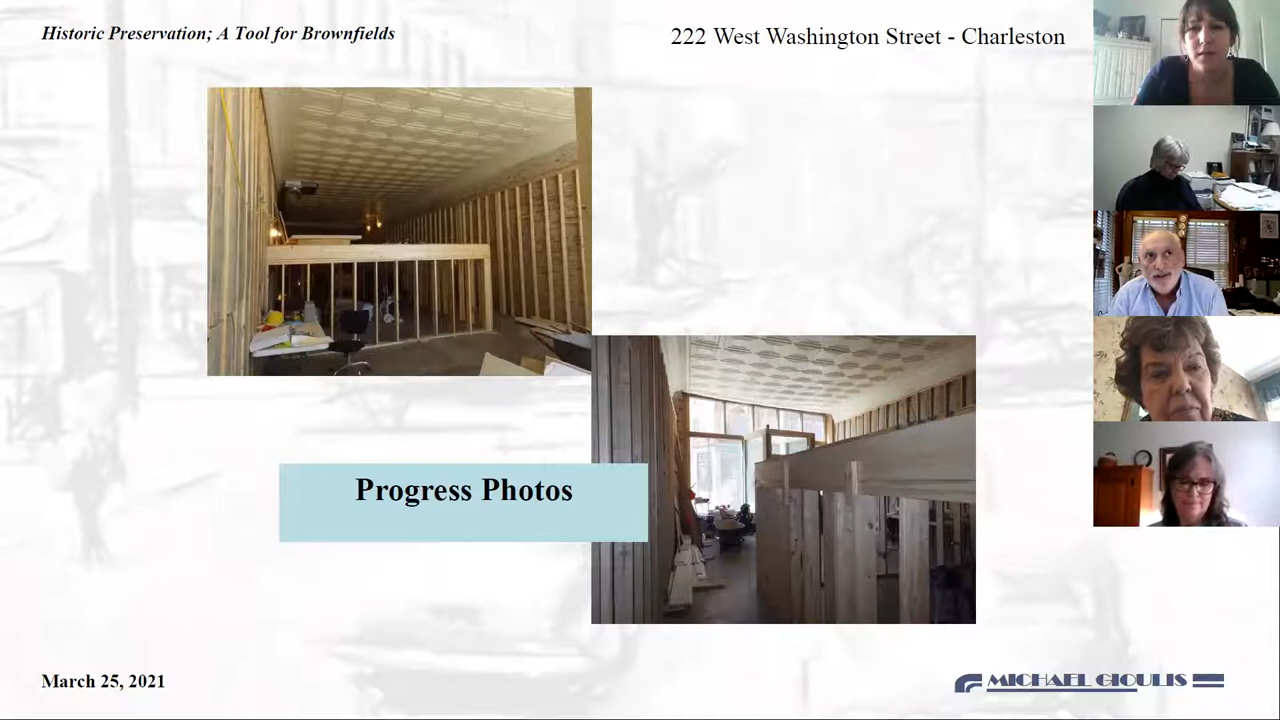 Historic Preservation; A Tool for Brownfields
222 West Washington Street - Charleston
Progress Photos
March 25, 2021
MICHAEL GIOULIS